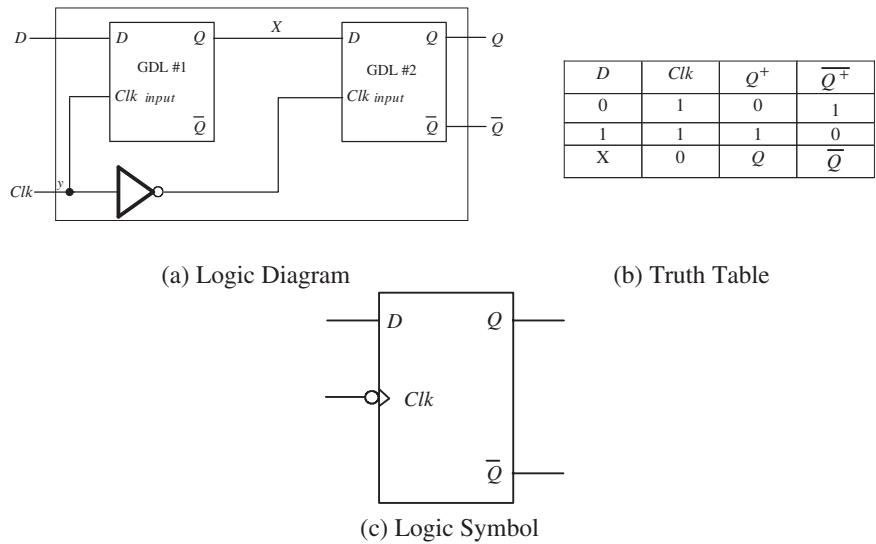 D
D
Q
X
D
Q
Q
GDL #1
GDL #2
Clk input
Clk input
Q̅
Q̅
Q̅
Clk
y
D Clk Q⁺ Q̅⁺
0 1 0 1
1 1 1 0
X 0 Q Q̅
(a) Logic Diagram
(b) Truth Table
D
Q
Clk
Q̅
(c) Logic Symbol